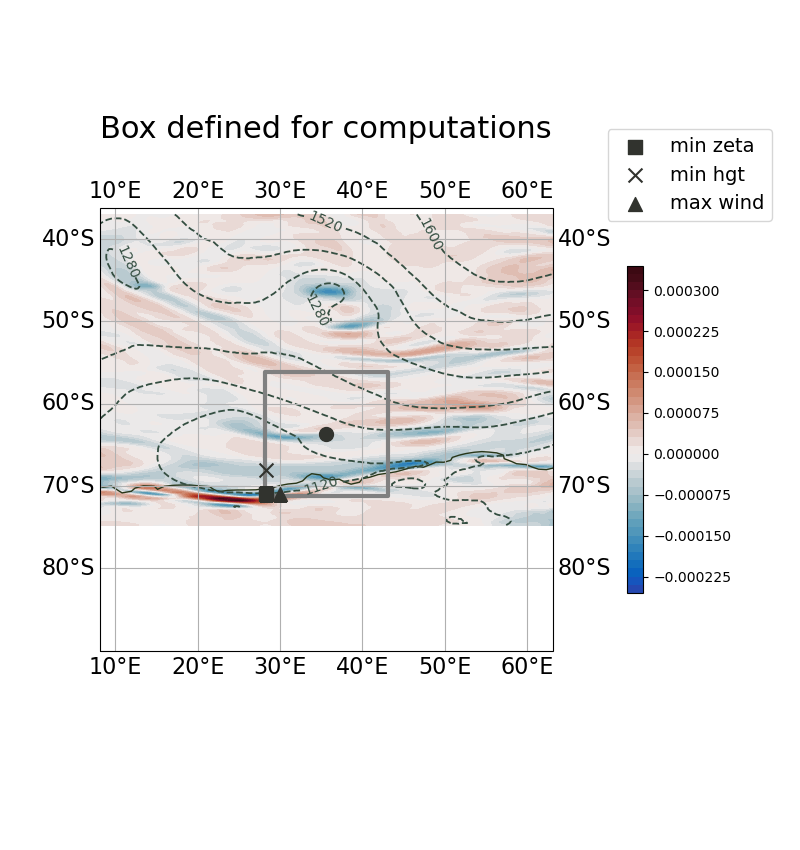 Box defined for computations
min zeta
min hgt
max wind
10°E 20°E 30°E 40°E 50°E 60°E
40°S 40°S
50°S 50°S
60°S 60°S
70°S 70°S
80°S 80°S
1520
1600
1280
1280
1120
10°E 20°E 30°E 40°E 50°E 60°E
0.000300
0.000225
0.000150
0.000075
0.000000
−0.000075
−0.000150
−0.000225